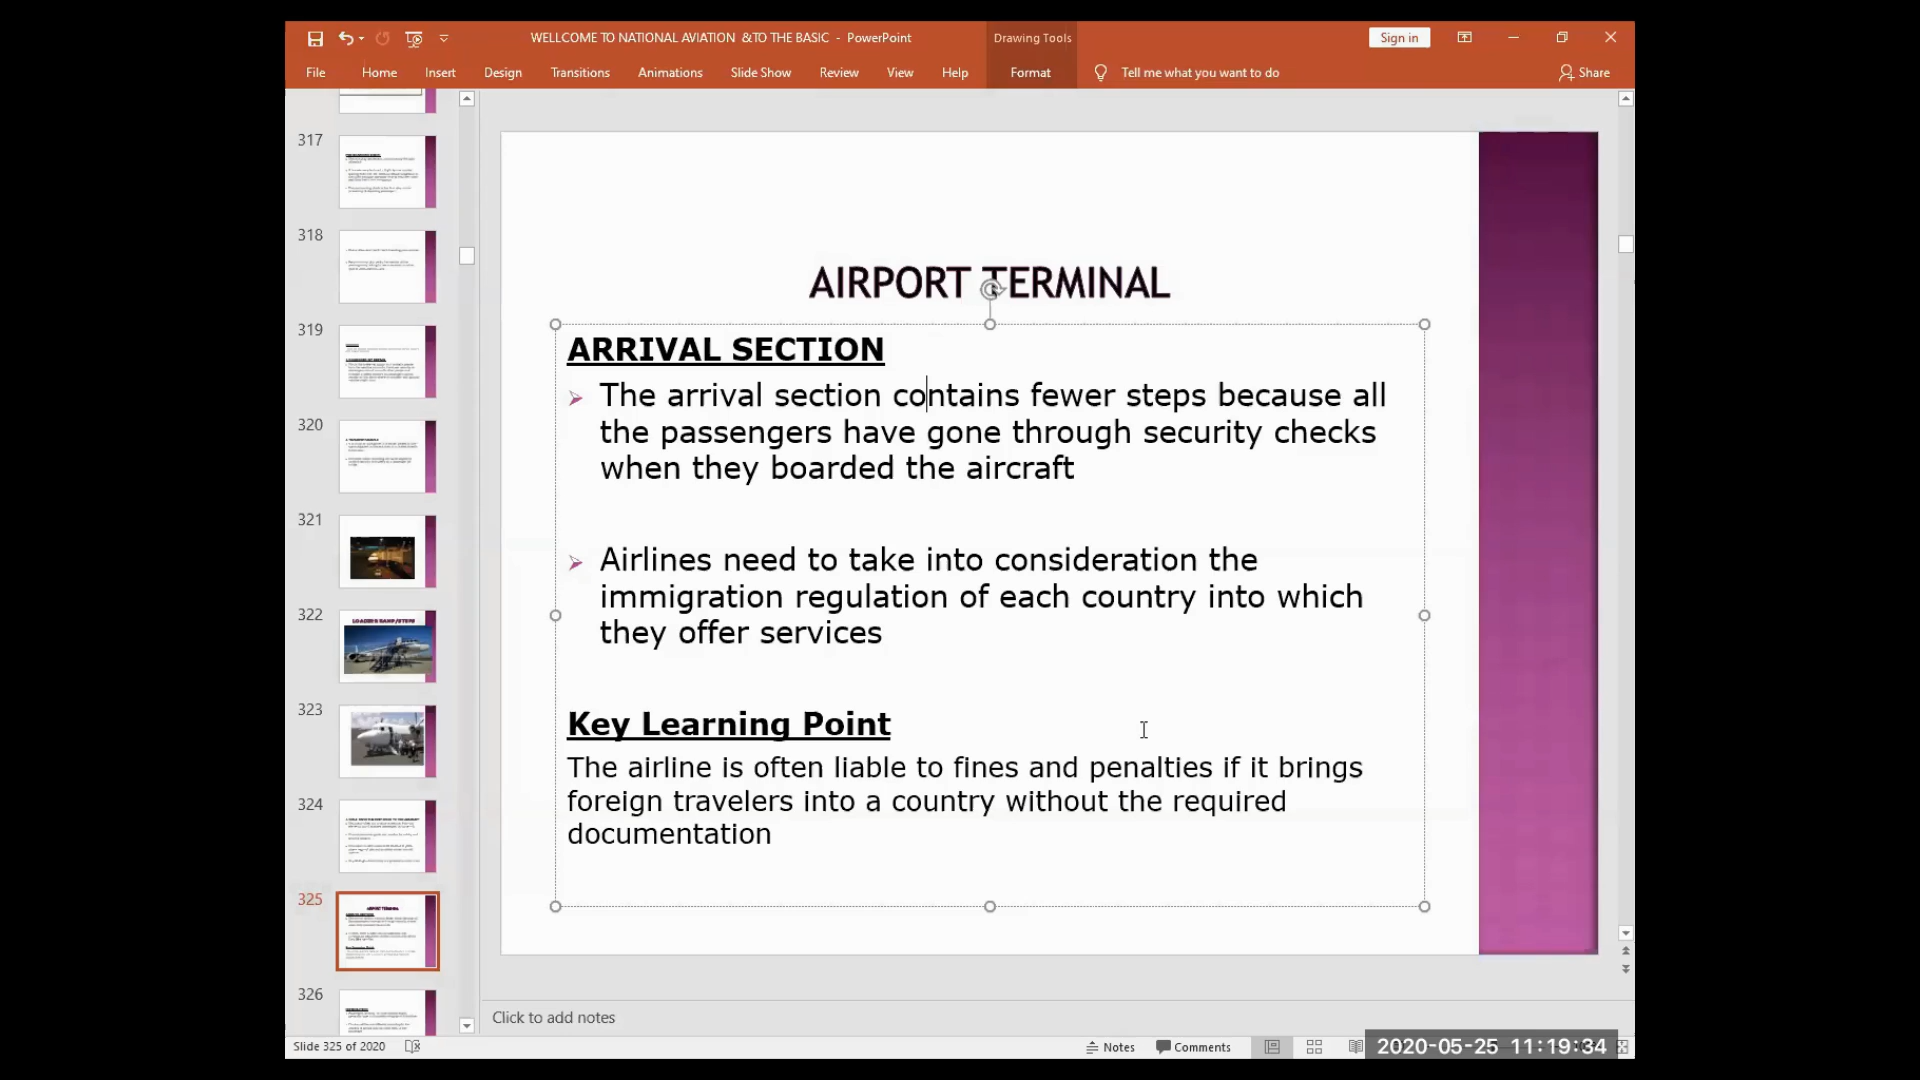 WELLCOME TO NATIONAL AVIATION &TO THE BASIC - PowerPoint
Drawing Tools
Sign in
File Home Insert Design Transitions Animations Slide Show Review View Help Format Tell me what you want to do Share
317
318
319
320
321
322
LOADER RAMP/STEPS
323
324
325
326
AIRPORT TERMINAL
ARRIVAL SECTION
The arrival section contains fewer steps because all
the passengers have gone through security checks
when they boarded the aircraft
Airlines need to take into consideration the
immigration regulation of each country into which
they offer services
Key Learning Point
The airline is often liable to fines and penalties if it brings
foreign travelers into a country without the required
documentation
Click to add notes
Slide 325 of 2020
Notes Comments
2020-05-25 11:19:34